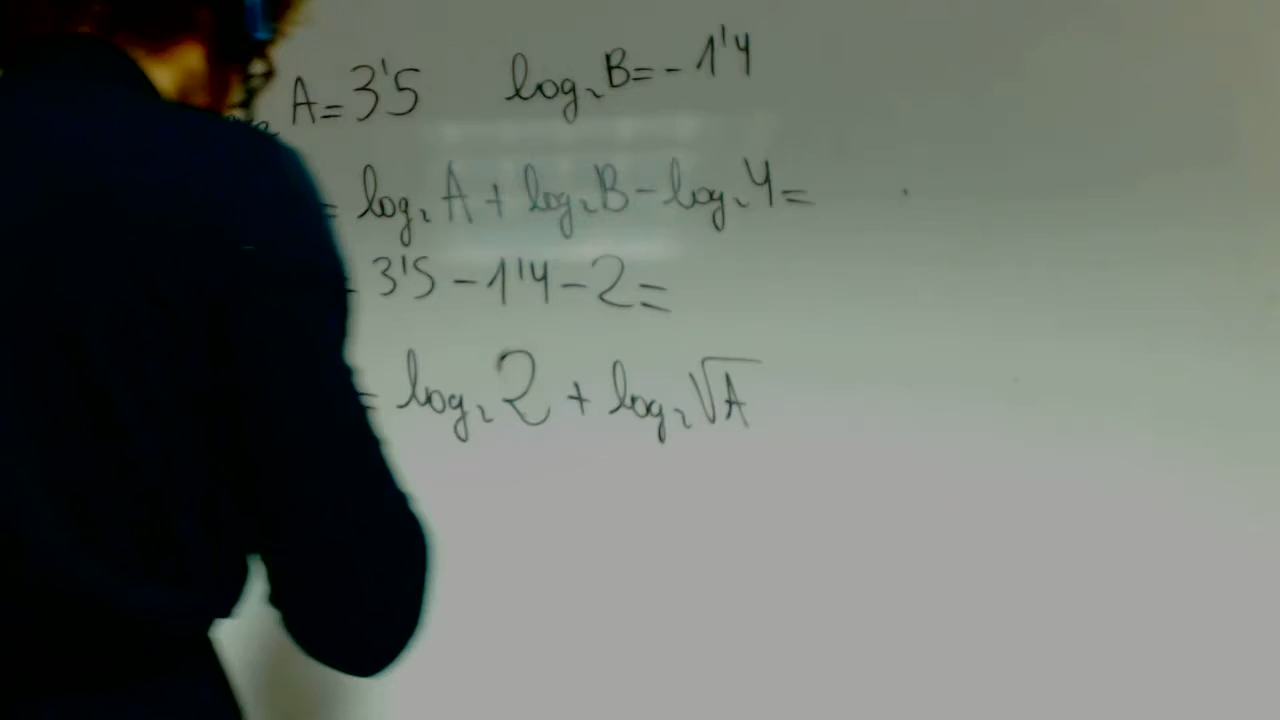 A=3'5 log₂B=-1'4
= log₂A+log₂B-log₂4=
3'5-1'4-2=
= log₂2+log₂√A